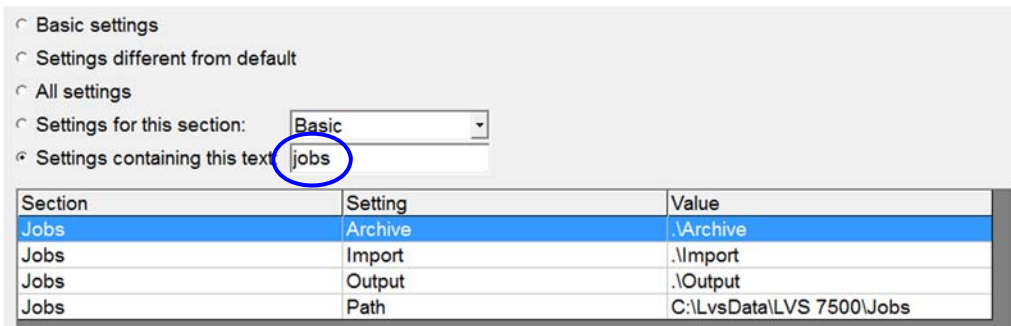 Basic settings
Settings different from default
All settings
Settings for this section: Basic
Settings containing this text: jobs
Section Setting Value
Jobs Archive .\Archive
Jobs Import .\Import
Jobs Output .\Output
Jobs Path C:\LvsData\LVS 7500\Jobs